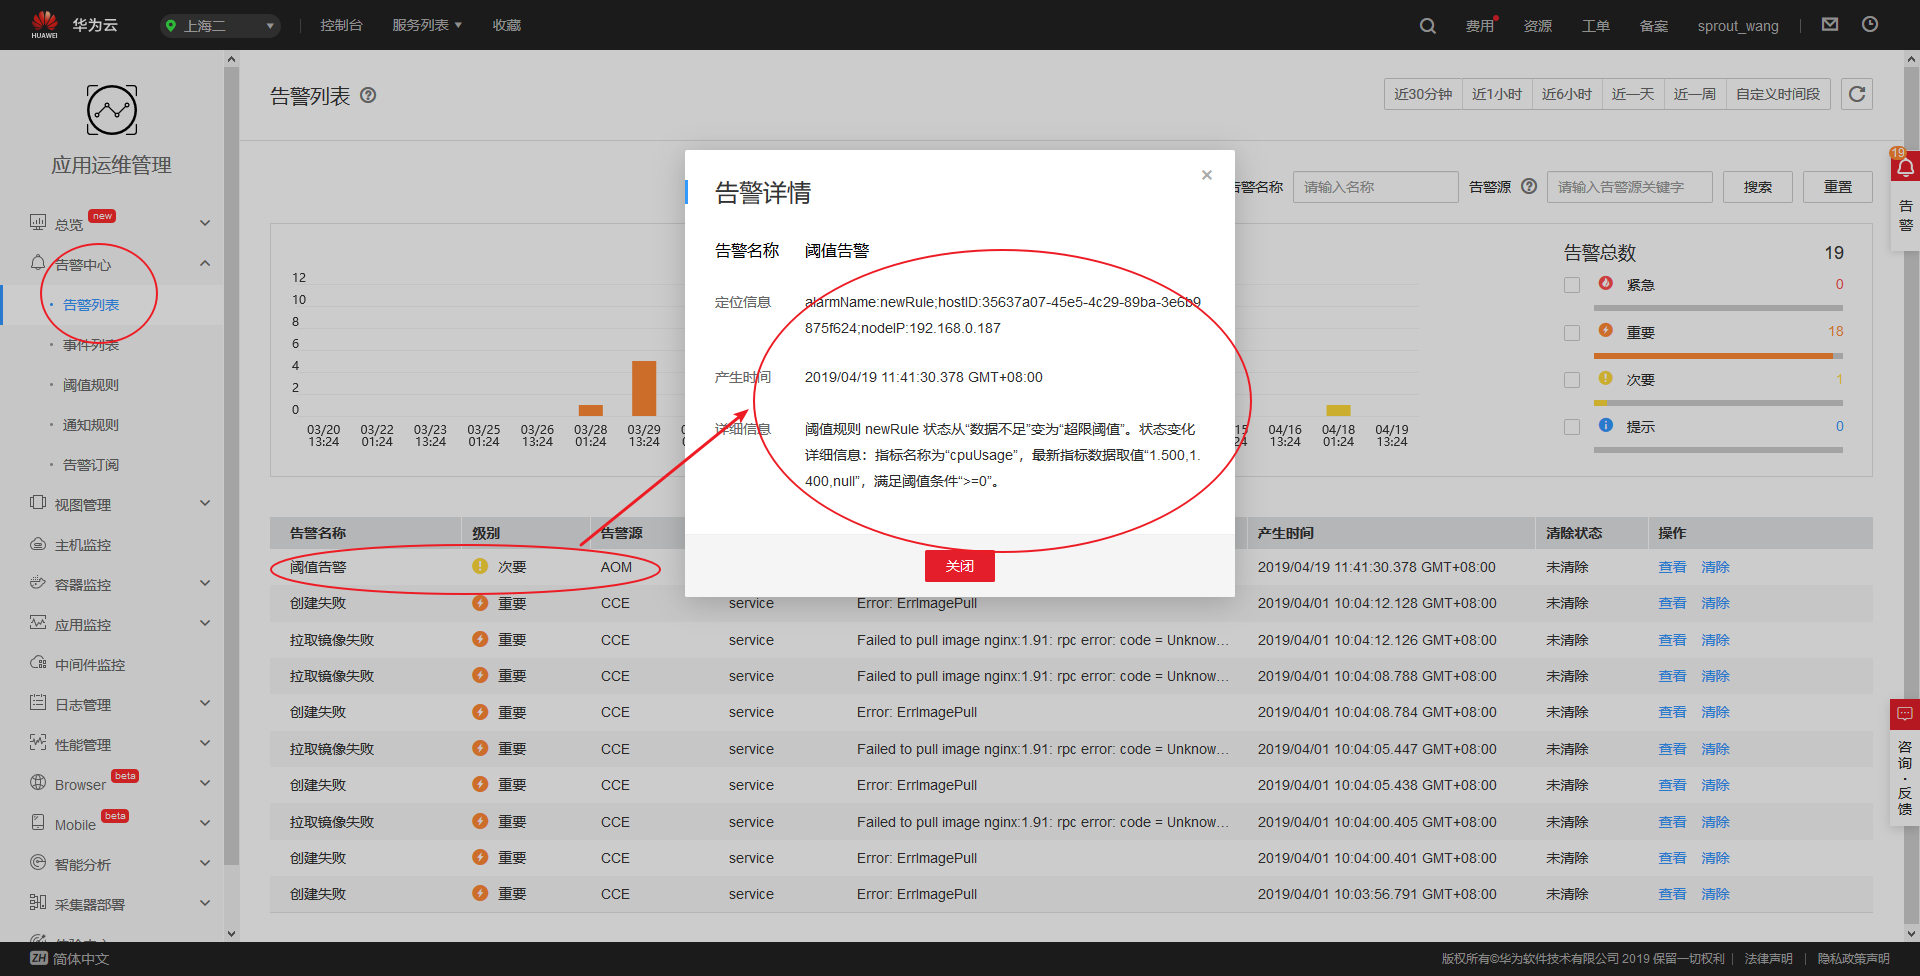 HUAWEI 华为云 上海二 控制台 服务列表 收藏 费用 资源 工单 备案 sprout_wang
应用运维管理
总览 new
告警中心
告警列表
事件列表
阈值规则
通知规则
告警订阅
视图管理
主机监控
容器监控
应用监控
中间件监控
日志管理
性能管理
Browser beta
Mobile beta
智能分析
采集器部署
告警列表 ?
近30分钟 近1小时 近6小时 近一天 近一周 自定义时间段
告警名称 请输入名称 告警源 ? 请输入告警源关键字 搜索 重置
12
10
8
6
4
2
0
03/20 03/22 03/23 03/25 03/26 03/28 03/29 04/16 04/18 04/19
13:24 01:24 13:24 01:24 13:24 01:24 13:24 01:24 01:24 13:24
告警总数 19
紧急 0
重要 18
次要 1
提示 0
告警详情 ×
告警名称 阈值告警
定位信息 alarmName:newRule;hostID:35637a07-45e5-4c29-89ba-3e6b9
875f624;nodeIP:192.168.0.187
产生时间 2019/04/19 11:41:30.378 GMT+08:00
详细信息 阈值规则 newRule 状态从“数据不足”变为“超限阈值”。状态变化
详细信息：指标名称为“cpuUsage”，最新指标数据取值“1.500,1.
400,null”，满足阈值条件“>=0”。
关闭
告警名称 级别 告警源 产生时间 清除状态 操作
阈值告警 次要 AOM 2019/04/19 11:41:30.378 GMT+08:00 未清除 查看 清除
创建失败 重要 CCE service Error: ErrImagePull 2019/04/01 10:04:12.128 GMT+08:00 未清除 查看 清除
拉取镜像失败 重要 CCE service Failed to pull image nginx:1.91: rpc error: code = Unknow... 2019/04/01 10:04:12.126 GMT+08:00 未清除 查看 清除
拉取镜像失败 重要 CCE service Failed to pull image nginx:1.91: rpc error: code = Unknow... 2019/04/01 10:04:08.788 GMT+08:00 未清除 查看 清除
创建失败 重要 CCE service Error: ErrImagePull 2019/04/01 10:04:08.784 GMT+08:00 未清除 查看 清除
拉取镜像失败 重要 CCE service Failed to pull image nginx:1.91: rpc error: code = Unknow... 2019/04/01 10:04:05.447 GMT+08:00 未清除 查看 清除
创建失败 重要 CCE service Error: ErrImagePull 2019/04/01 10:04:05.438 GMT+08:00 未清除 查看 清除
拉取镜像失败 重要 CCE service Failed to pull image nginx:1.91: rpc error: code = Unknow... 2019/04/01 10:04:00.405 GMT+08:00 未清除 查看 清除
创建失败 重要 CCE service Error: ErrImagePull 2019/04/01 10:04:00.401 GMT+08:00 未清除 查看 清除
创建失败 重要 CCE service Error: ErrImagePull 2019/04/01 10:03:56.791 GMT+08:00 未清除 查看 清除
19
告
警
咨
询
·
反
馈
ZH 简体中文
版权所有©华为软件技术有限公司 2019 保留一切权利 法律声明 隐私政策声明